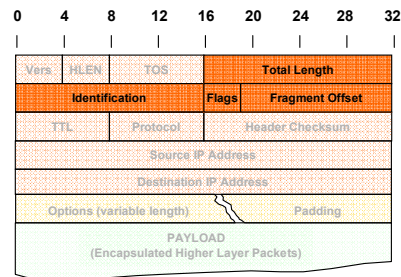 0 4 8 12 16 20 24 28 32
Vers HLEN TOS Total Length
Identification Flags Fragment Offset
TTL Protocol Header Checksum
Source IP Address
Destination IP Address
Options (variable length) Padding
PAYLOAD
(Encapsulated Higher Layer Packets)